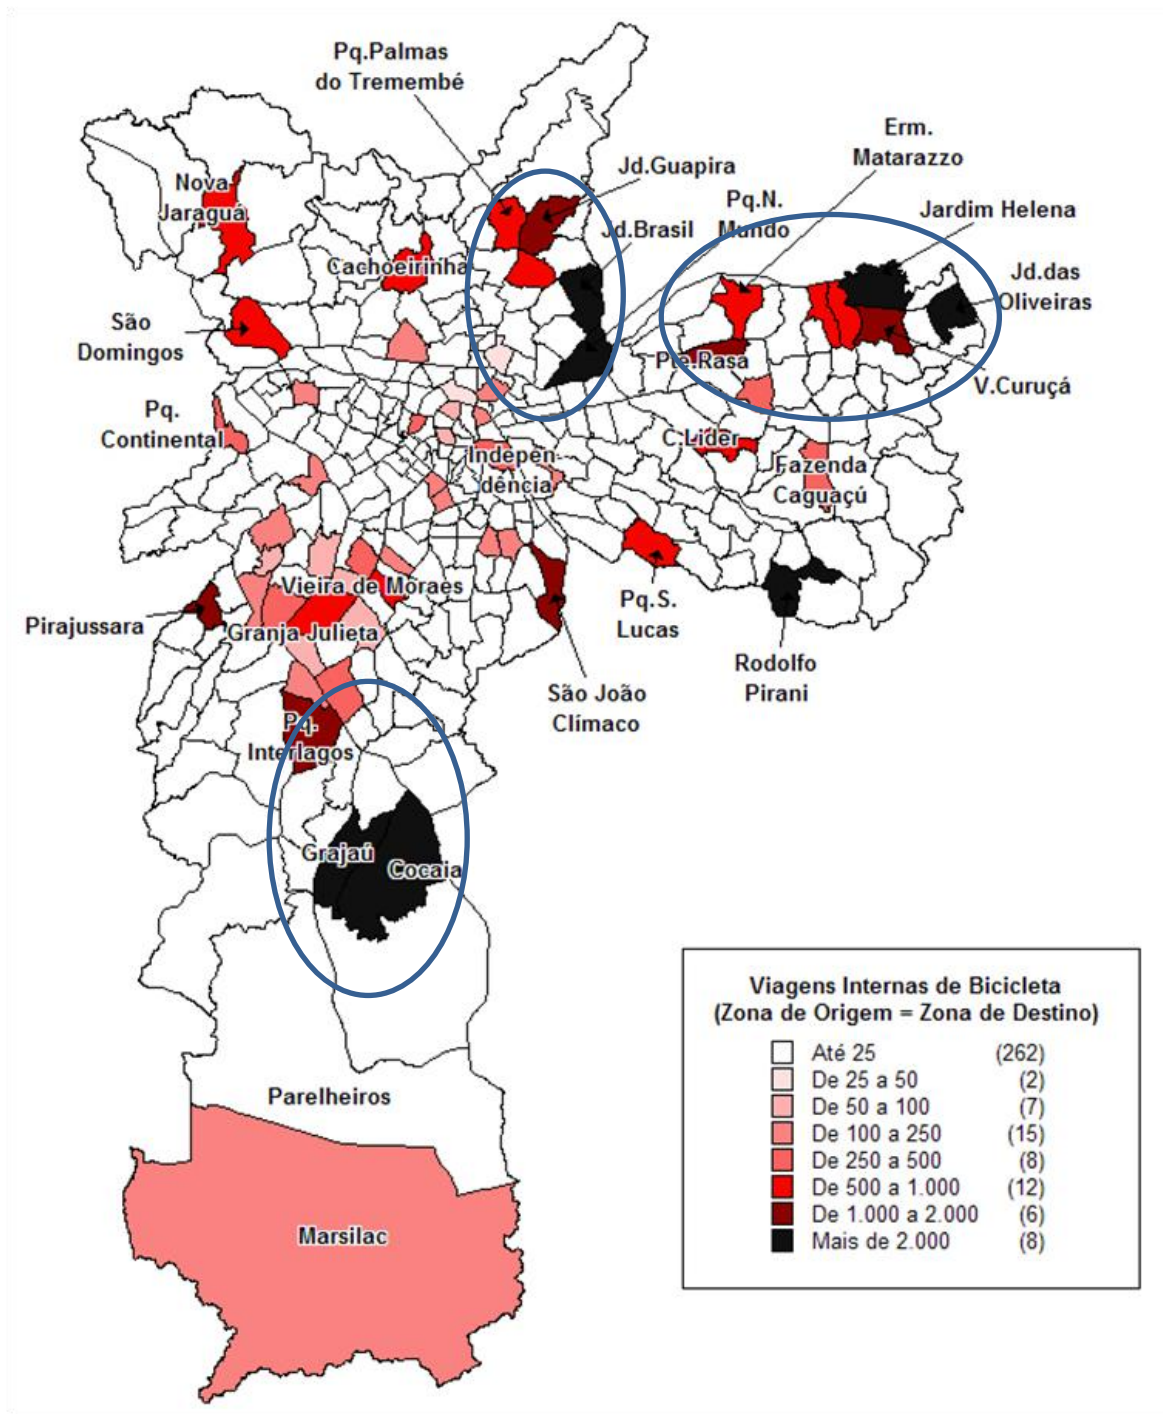 Pq.Palmas
do Tremembé
Erm.
Matarazzo
Jd.Guapira
Nova
Jaraguá
Pq.N.
Mundo
Jardim Helena
Jd.Brasil
Cachoeirinha
Jd.das
Oliveiras
São
Domingos
Pte.Rasa
V.Curuçá
Pq.
Continental
C.Lider
Indepen
dência
Fazenda
Caguaçú
Vieira de Moraes
Pirajussara
Granja Julieta
Pq.S.
Lucas
Rodolfo
Pirani
São João
Clímaco
Pq.
Interlagos
Grajaú
Cocaia
Viagens Internas de Bicicleta
(Zona de Origem = Zona de Destino)
Até 25 (262)
De 25 a 50 (2)
De 50 a 100 (7)
De 100 a 250 (15)
De 250 a 500 (8)
De 500 a 1.000 (12)
De 1.000 a 2.000 (6)
Mais de 2.000 (8)
Parelheiros
Marsilac